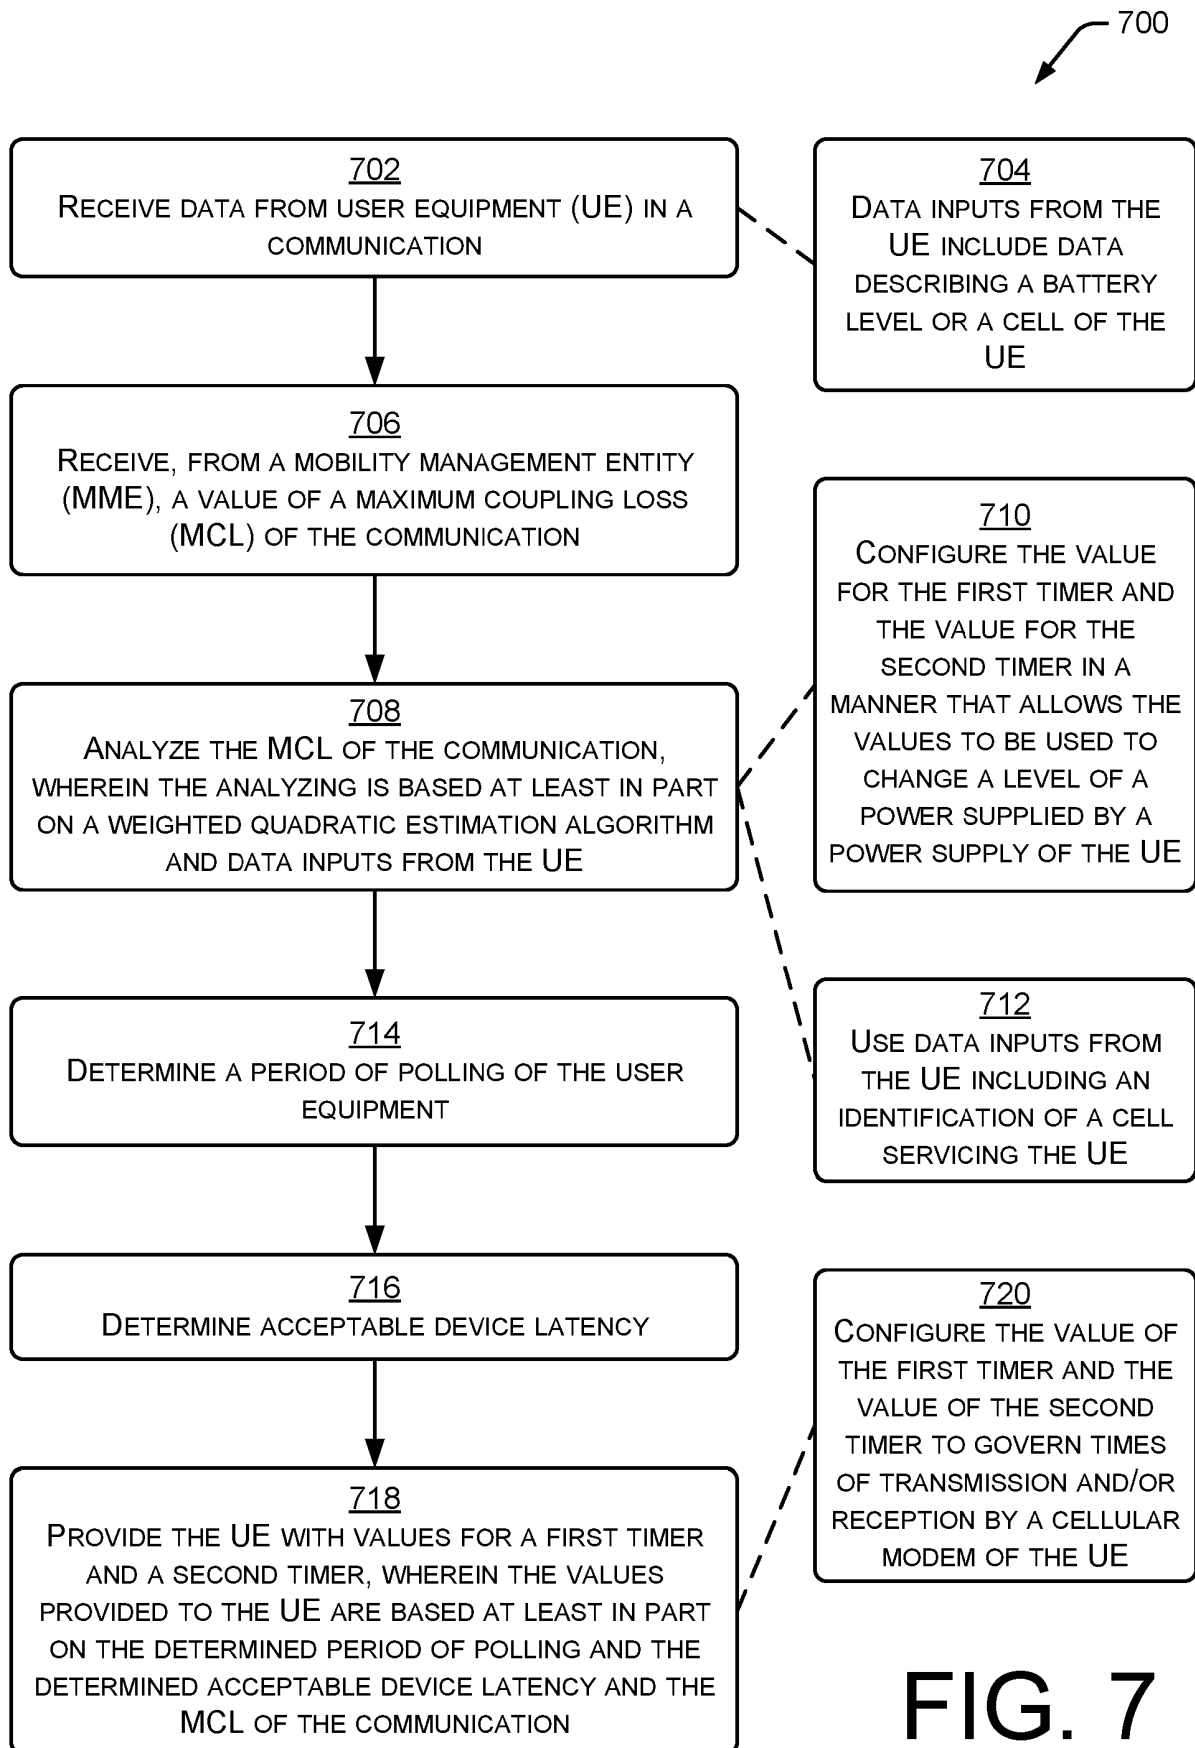 700
702
RECEIVE DATA FROM USER EQUIPMENT (UE) IN A
COMMUNICATION
704
DATA INPUTS FROM THE
UE INCLUDE DATA
DESCRIBING A BATTERY
LEVEL OR A CELL OF THE
UE
706
RECEIVE, FROM A MOBILITY MANAGEMENT ENTITY
(MME), A VALUE OF A MAXIMUM COUPLING LOSS
(MCL) OF THE COMMUNICATION
708
ANALYZE THE MCL OF THE COMMUNICATION,
WHEREIN THE ANALYZING IS BASED AT LEAST IN PART
ON A WEIGHTED QUADRATIC ESTIMATION ALGORITHM
AND DATA INPUTS FROM THE UE
710
CONFIGURE THE VALUE
FOR THE FIRST TIMER AND
THE VALUE FOR THE
SECOND TIMER IN A
MANNER THAT ALLOWS THE
VALUES TO BE USED TO
CHANGE A LEVEL OF A
POWER SUPPLIED BY A
POWER SUPPLY OF THE UE
712
USE DATA INPUTS FROM
THE UE INCLUDING AN
IDENTIFICATION OF A CELL
SERVICING THE UE
714
DETERMINE A PERIOD OF POLLING OF THE USER
EQUIPMENT
716
DETERMINE ACCEPTABLE DEVICE LATENCY
718
PROVIDE THE UE WITH VALUES FOR A FIRST TIMER
AND A SECOND TIMER, WHEREIN THE VALUES
PROVIDED TO THE UE ARE BASED AT LEAST IN PART
ON THE DETERMINED PERIOD OF POLLING AND THE
DETERMINED ACCEPTABLE DEVICE LATENCY AND THE
MCL OF THE COMMUNICATION
720
CONFIGURE THE VALUE OF
THE FIRST TIMER AND THE
VALUE OF THE SECOND
TIMER TO GOVERN TIMES
OF TRANSMISSION AND/OR
RECEPTION BY A CELLULAR
MODEM OF THE UE
FIG. 7